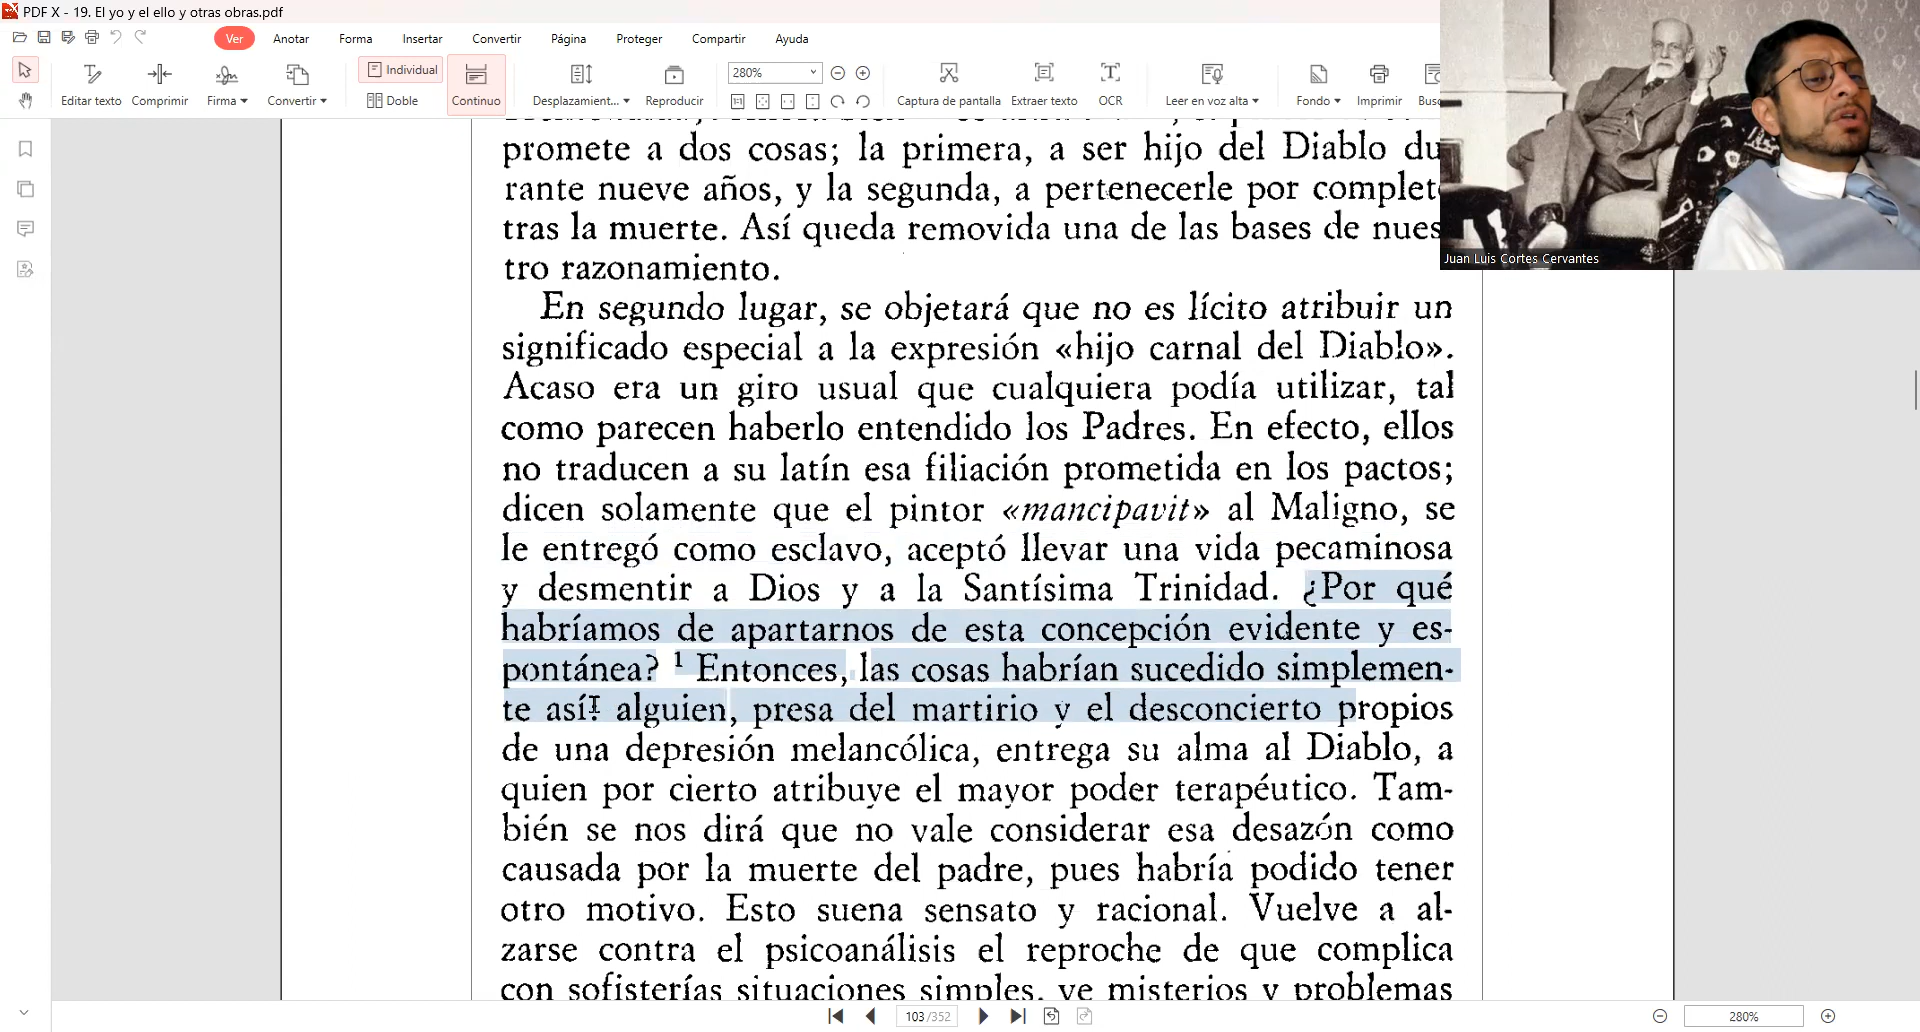 PDF X - 19. El yo y el ello y otras obras.pdf
Ver Anotar Forma Insertar Convertir Página Proteger Compartir Ayuda
Editar texto Comprimir Firma Convertir Individual Doble Continuo Desplazamient... Reproducir 280% Captura de pantalla Extraer texto OCR Leer en voz alta Fondo Imprimir Busc
Juan Luis Cortes Cervantes
promete a dos cosas; la primera, a ser hijo del Diablo du
rante nueve años, y la segunda, a pertenecerle por complet
tras la muerte. Así queda removida una de las bases de nues
tro razonamiento.
En segundo lugar, se objetará que no es lícito atribuir un
significado especial a la expresión «hijo carnal del Diablo».
Acaso era un giro usual que cualquiera podía utilizar, tal
como parecen haberlo entendido los Padres. En efecto, ellos
no traducen a su latín esa filiación prometida en los pactos;
dicen solamente que el pintor «mancipavit» al Maligno, se
le entregó como esclavo, aceptó llevar una vida pecaminosa
y desmentir a Dios y a la Santísima Trinidad. ¿Por qué
habríamos de apartarnos de esta concepción evidente y es-
pontánea? 1 Entonces, las cosas habrían sucedido simplemen-
te así: alguien, presa del martirio y el desconcierto propios
de una depresión melancólica, entrega su alma al Diablo, a
quien por cierto atribuye el mayor poder terapéutico. Tam-
bién se nos dirá que no vale considerar esa desazón como
causada por la muerte del padre, pues habría podido tener
otro motivo. Esto suena sensato y racional. Vuelve a al-
zarse contra el psicoanálisis el reproche de que complica
con sofisterías situaciones simples, ve misterios y problemas
103 /352
280%